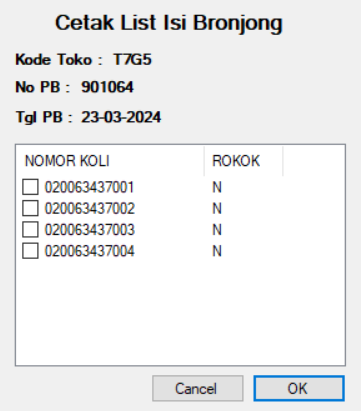 Cetak List Isi Bronjong
Kode Toko : T7G5
No PB : 901064
Tgl PB : 23-03-2024
NOMOR KOLI ROKOK
020063437001 N
020063437002 N
020063437003 N
020063437004 N
Cancel OK